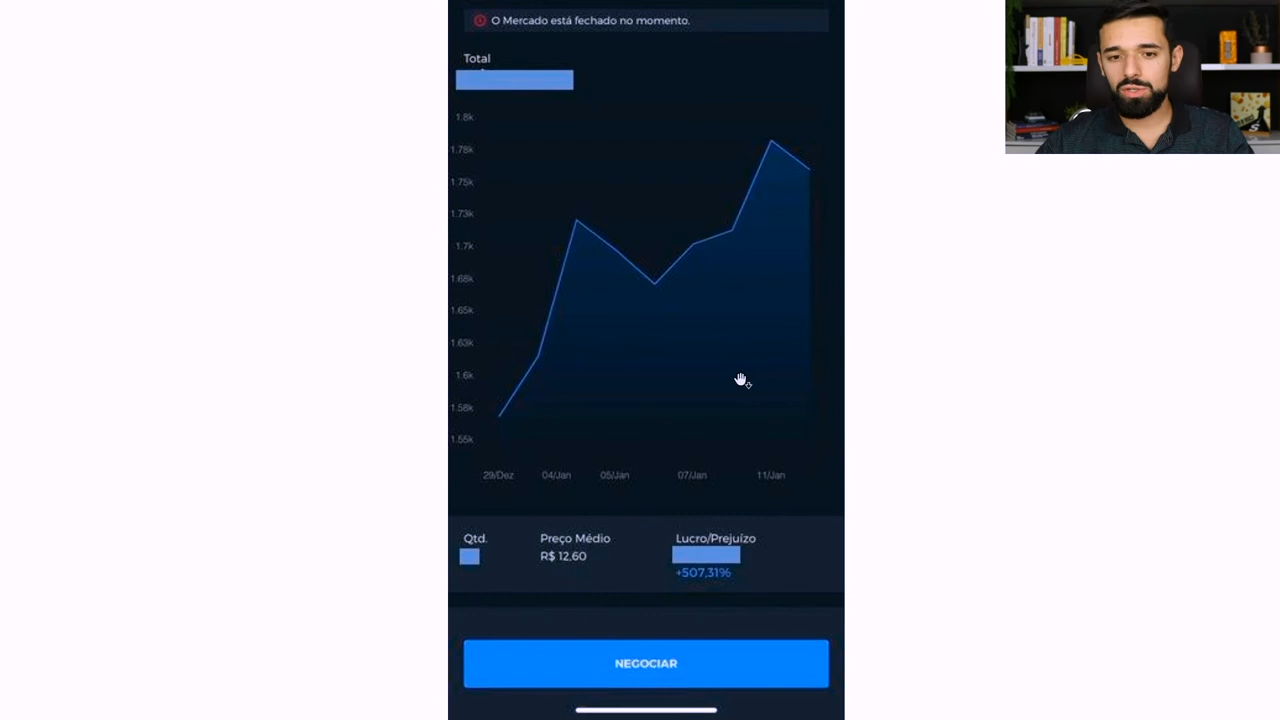 O Mercado está fechado no momento.
Total
1.8k
1.78k
1.75k
1.73k
1.7k
1.68k
1.65k
1.63k
1.6k
1.58k
1.55k
29/Dez 04/Jan 05/Jan 07/Jan 11/Jan
Qtd. Preço Médio Lucro/Prejuízo
R$ 12,60
+507,31%
NEGOCIAR